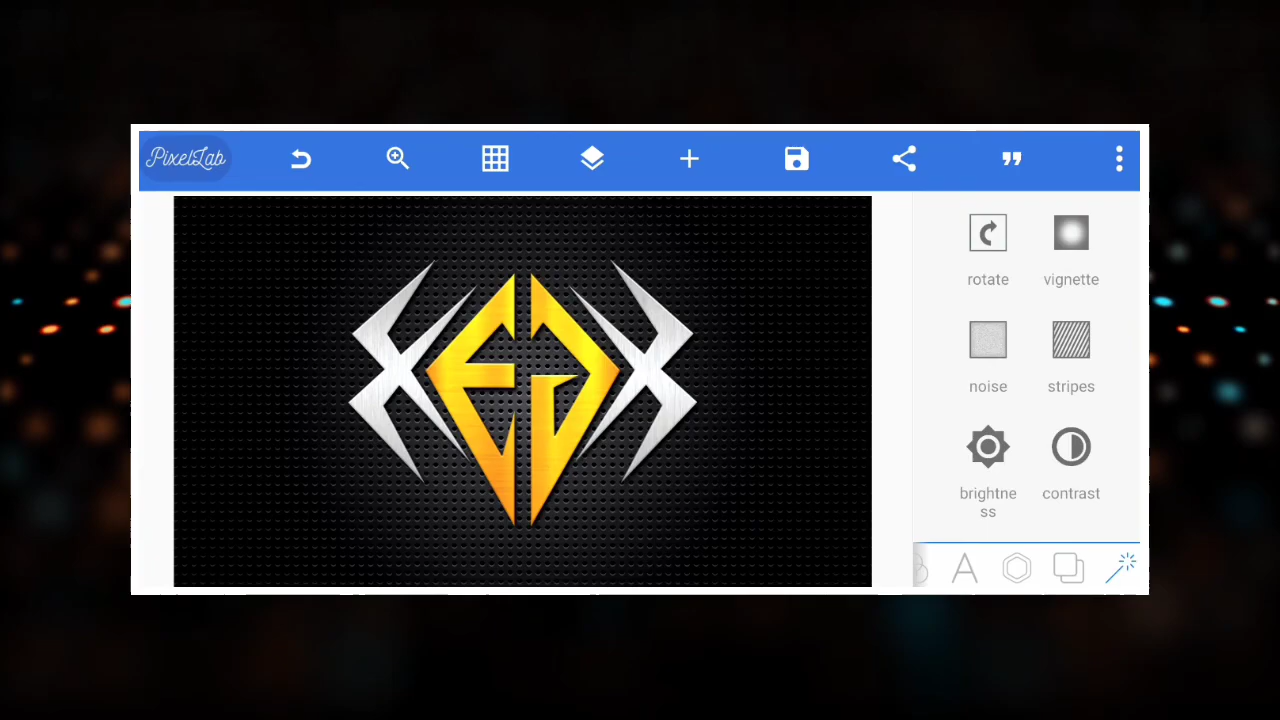 PixelLab
rotate
vignette
noise
stripes
brightne
ss
contrast